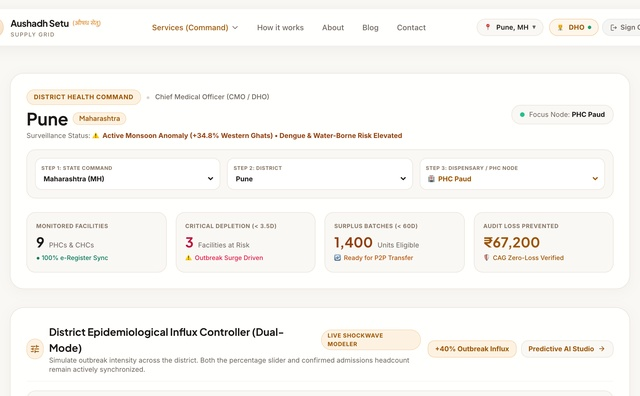 Aushadh Setu (औषध सेतु)
SUPPLY GRID
Services (Command)
How it works
About
Blog
Contact
Pune, MH
DHO
Sign
DISTRICT HEALTH COMMAND
Chief Medical Officer (CMO / DHO)
Pune Maharashtra
Focus Node: PHC Paud
Surveillance Status: ⚠️ Active Monsoon Anomaly (+34.8% Western Ghats) • Dengue & Water-Borne Risk Elevated
STEP 1: STATE COMMAND
Maharashtra (MH)
STEP 2: DISTRICT
Pune
STEP 3: DISPENSARY / PHC NODE
PHC Paud
MONITORED FACILITIES
9 PHCs & CHCs
• 100% e-Register Sync
CRITICAL DEPLETION (< 3.5D)
3 Facilities at Risk
⚠️ Outbreak Surge Driven
SURPLUS BATCHES (< 60D)
1,400 Units Eligible
Ready for P2P Transfer
AUDIT LOSS PREVENTED
₹67,200
CAG Zero-Loss Verified
District Epidemiological Influx Controller (Dual-
Mode)
LIVE SHOCKWAVE
MODELER
+40% Outbreak Influx
Predictive AI Studio →
Simulate outbreak intensity across the district. Both the percentage slider and confirmed admissions headcount
remain actively synchronized.